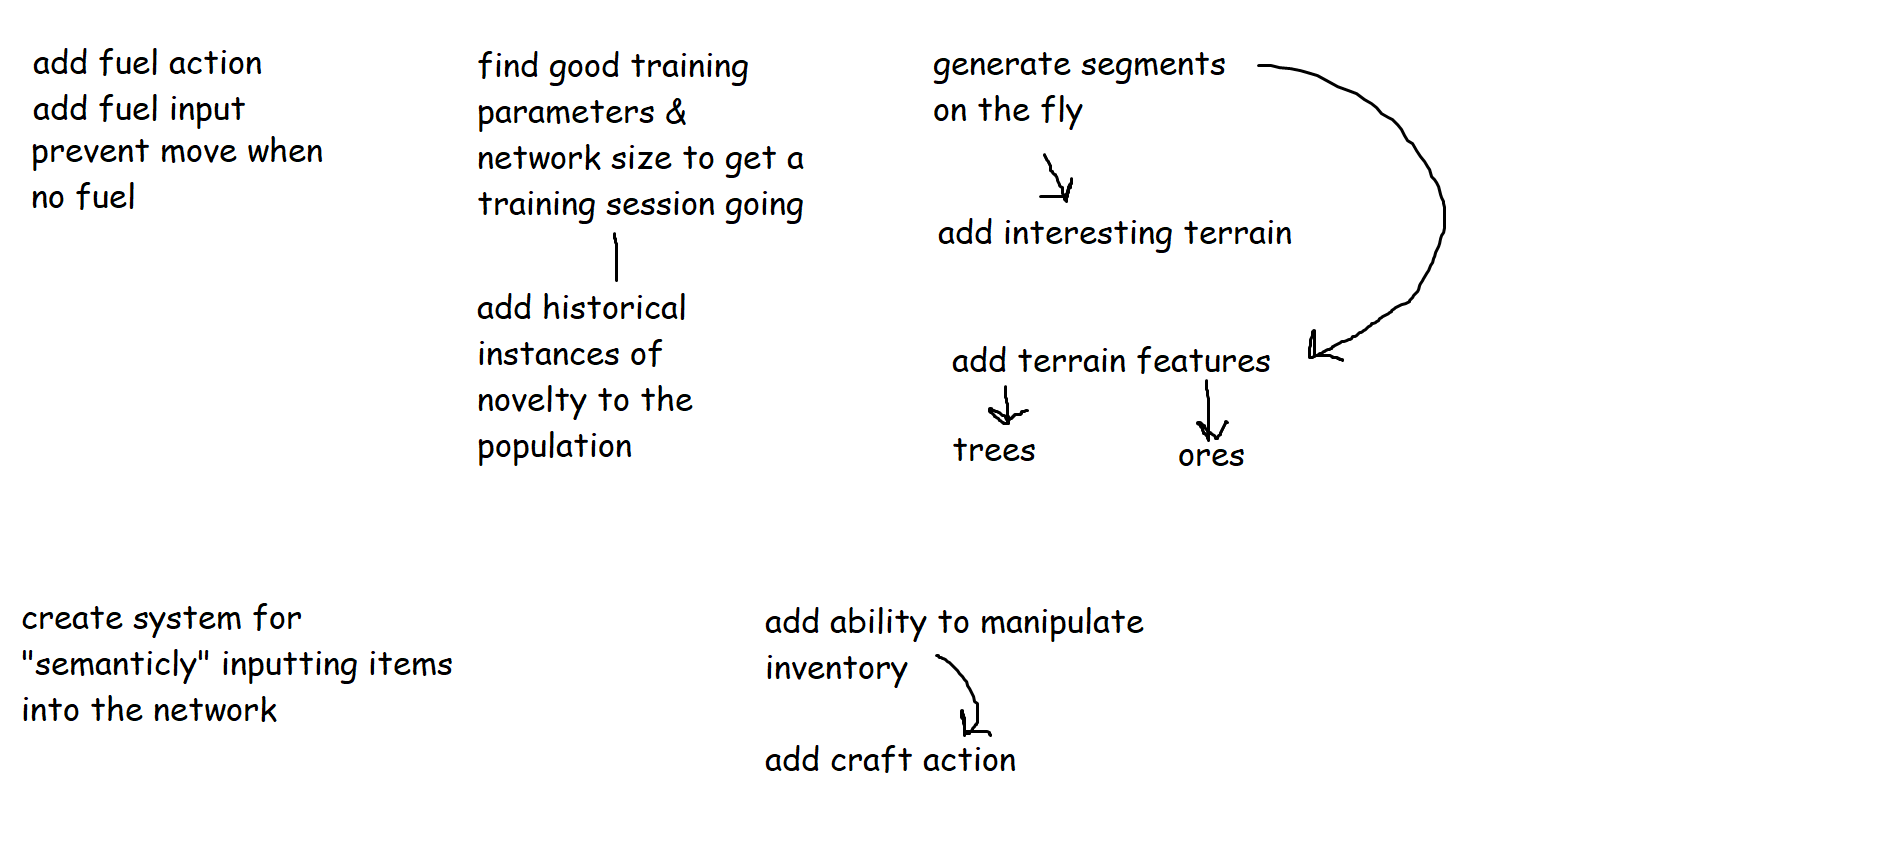 add fuel action
add fuel input
prevent move when
no fuel
find good training
parameters &
network size to get a
training session going
add historical
instances of
novelty to the
population
generate segments
on the fly
add interesting terrain
add terrain features
trees
ores
create system for
"semanticly" inputting items
into the network
add ability to manipulate
inventory
add craft action